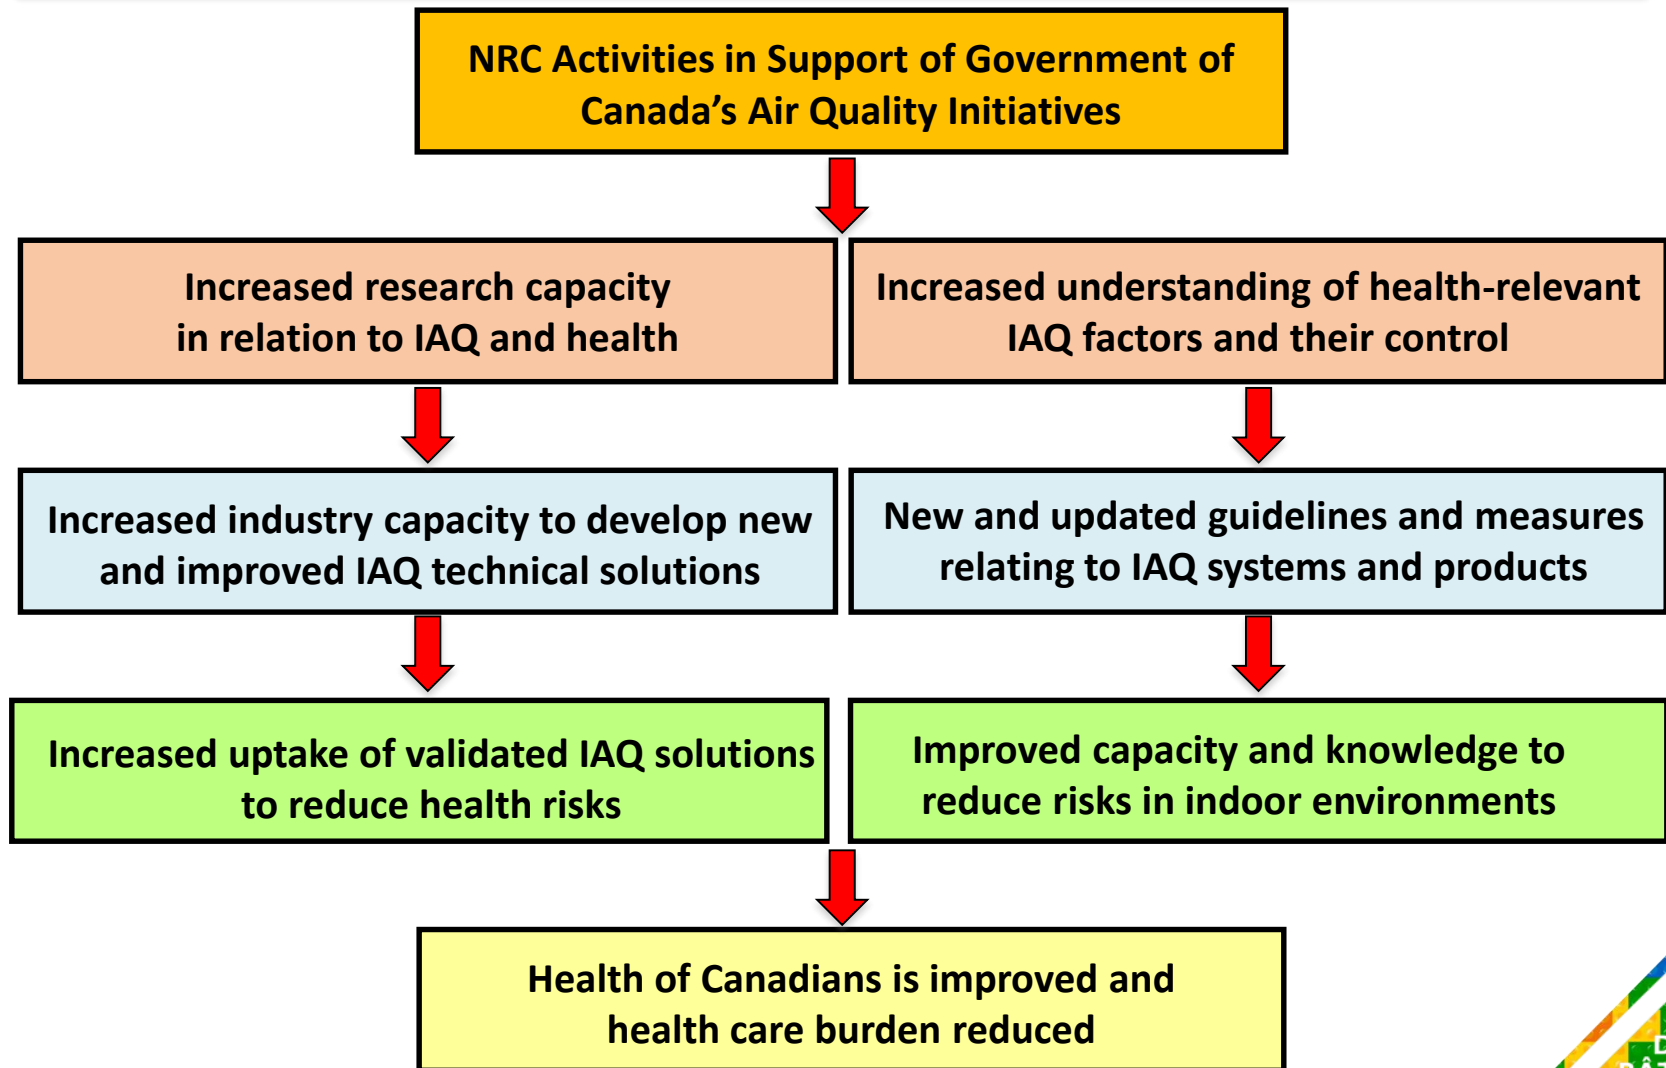 NRC Activities in Support of Government of
Canada’s Air Quality Initiatives
Increased research capacity
in relation to IAQ and health
Increased understanding of health-relevant
IAQ factors and their control
Increased industry capacity to develop new
and improved IAQ technical solutions
New and updated guidelines and measures
relating to IAQ systems and products
Increased uptake of validated IAQ solutions
to reduce health risks
Improved capacity and knowledge to
reduce risks in indoor environments
Health of Canadians is improved and
health care burden reduced